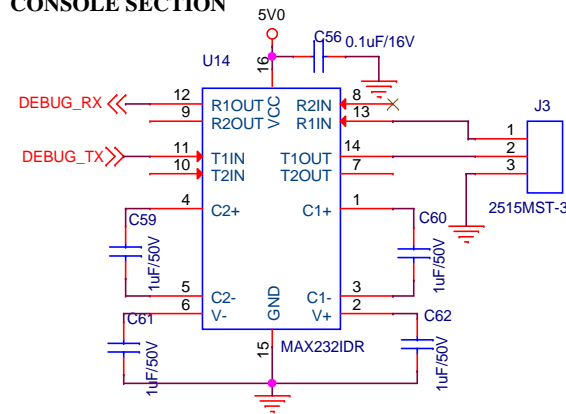 CONSOLE SECTION
5V0
C56 0.1uF/16V
U14
16
DEBUG_RX 12 R1OUT VCC R2IN 8
9 R2OUT R1IN 13
J3
1
DEBUG_TX 11 T1IN T1OUT 14 2
10 T2IN T2OUT 7 3
2515MST-3
4 C2+ C1+ 1
C59 C60
1uF/50V 1uF/50V
5 C2- C1- 3
6 V- GND V+ 2
C61 C62
15 MAX232IDR
1uF/50V 1uF/50V